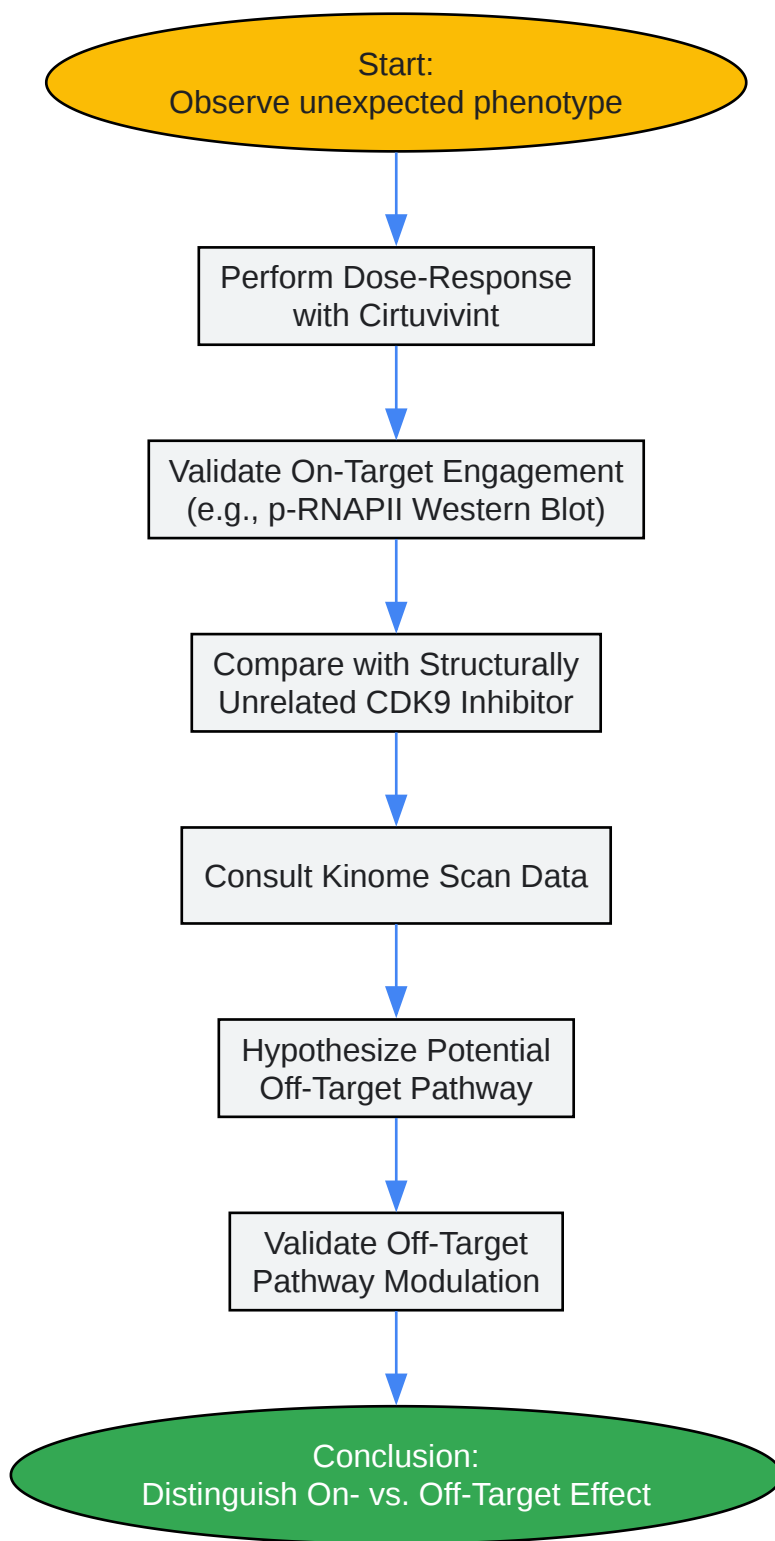 Start:
Observe unexpected phenotype
Perform Dose-Response
with Cirtuvivint
Validate On-Target Engagement
(e.g., p-RNAPII Western Blot)
Compare with Structurally
Unrelated CDK9 Inhibitor
Consult Kinome Scan Data
Hypothesize Potential
Off-Target Pathway
Validate Off-Target
Pathway Modulation
Conclusion:
Distinguish On- vs. Off-Target Effect